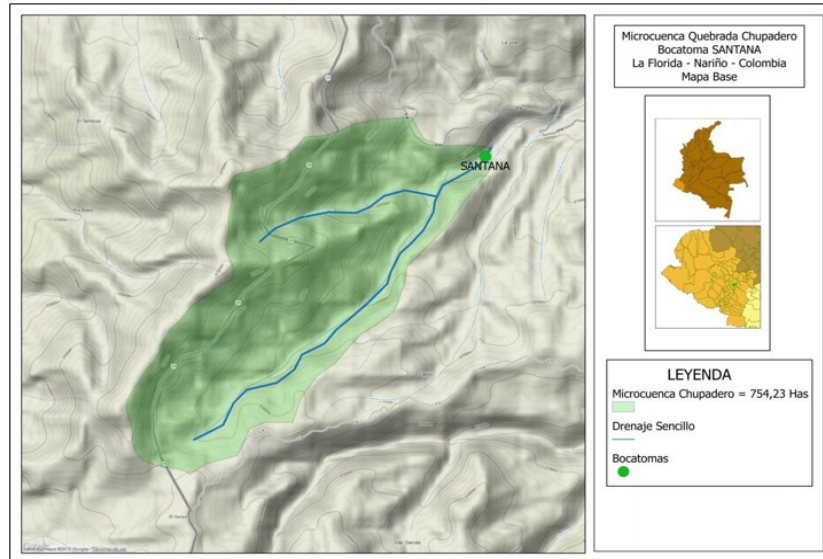 Microcuenca Quebrada Chupadero
Bocatoma SANTANA
La Florida - Nariño - Colombia
Mapa Base
SANTANA
LEYENDA
Microcuenca Chupadero = 754,23 Has
Drenaje Sencillo
Bocatomas